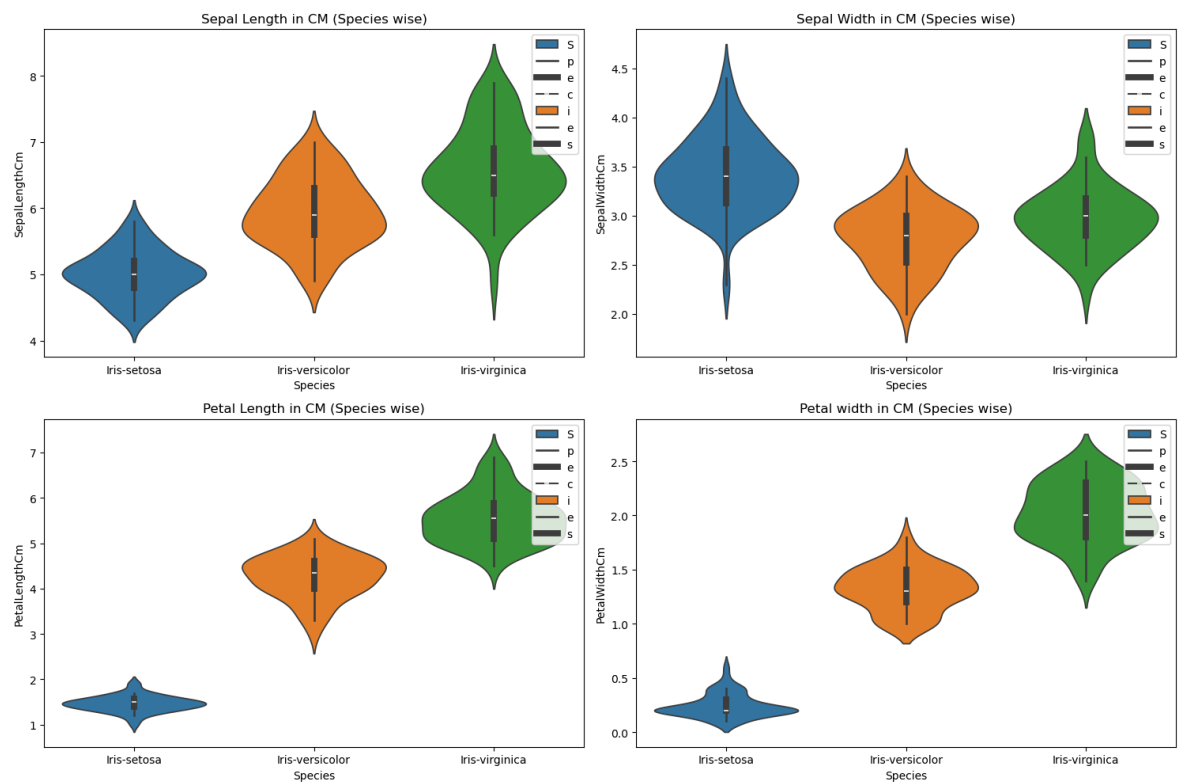 Sepal Length in CM (Species wise)
SepalLengthCm
8
7
6
5
4
S
p
e
c
i
e
s
Iris-setosa
Iris-versicolor
Iris-virginica
Species
Sepal Width in CM (Species wise)
SepalWidthCm
4.5
4.0
3.5
3.0
2.5
2.0
S
p
e
c
i
e
s
Iris-setosa
Iris-versicolor
Iris-virginica
Species
Petal Length in CM (Species wise)
PetalLengthCm
7
6
5
4
3
2
1
S
p
e
c
i
e
s
Iris-setosa
Iris-versicolor
Iris-virginica
Species
Petal width in CM (Species wise)
PetalWidthCm
2.5
2.0
1.5
1.0
0.5
0.0
S
p
e
c
i
e
s
Iris-setosa
Iris-versicolor
Iris-virginica
Species